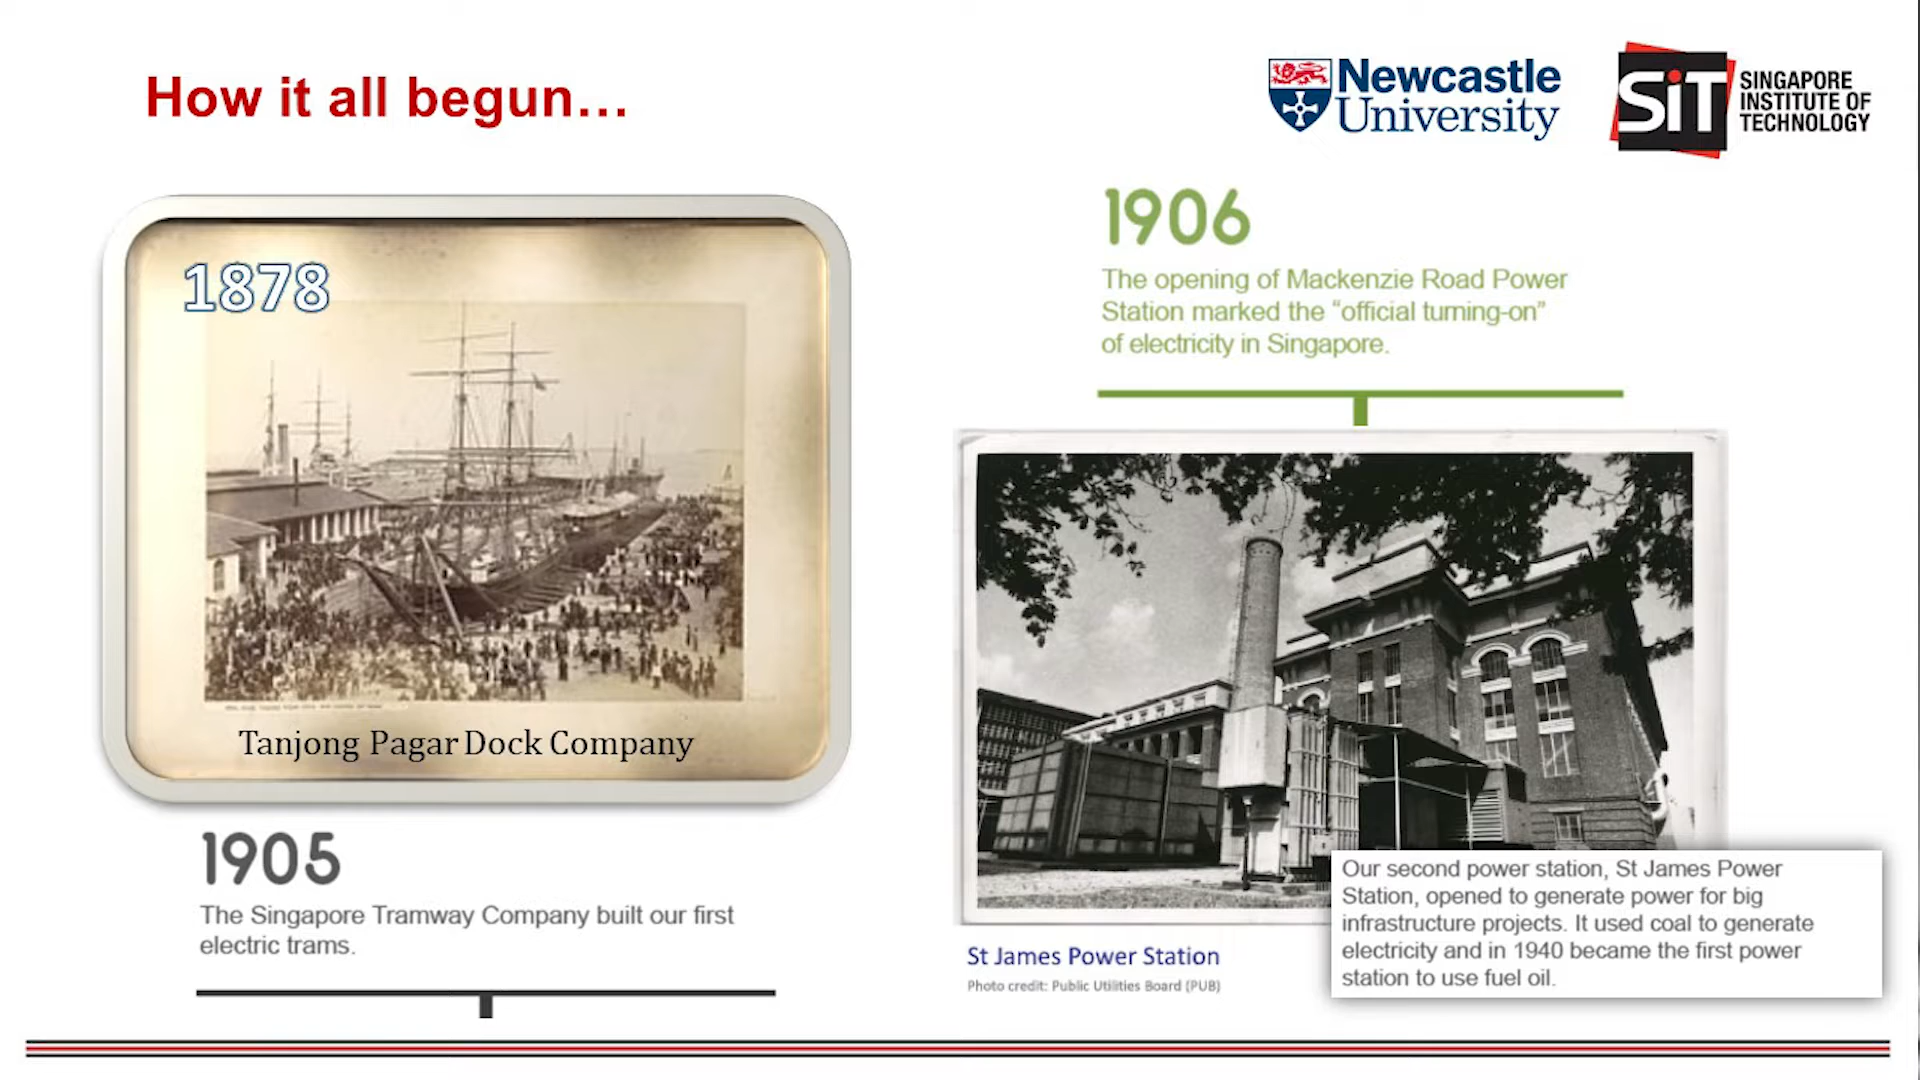 How it all begun...
Newcastle
University
SiT
SINGAPORE
INSTITUTE OF
TECHNOLOGY
1878
Tanjong Pagar Dock Company
1905
The Singapore Tramway Company built our first
electric trams.
1906
The opening of Mackenzie Road Power
Station marked the “official turning-on”
of electricity in Singapore.
St James Power Station
Photo credit: Public Utilities Board (PUB)
Our second power station, St James Power
Station, opened to generate power for big
infrastructure projects. It used coal to generate
electricity and in 1940 became the first power
station to use fuel oil.